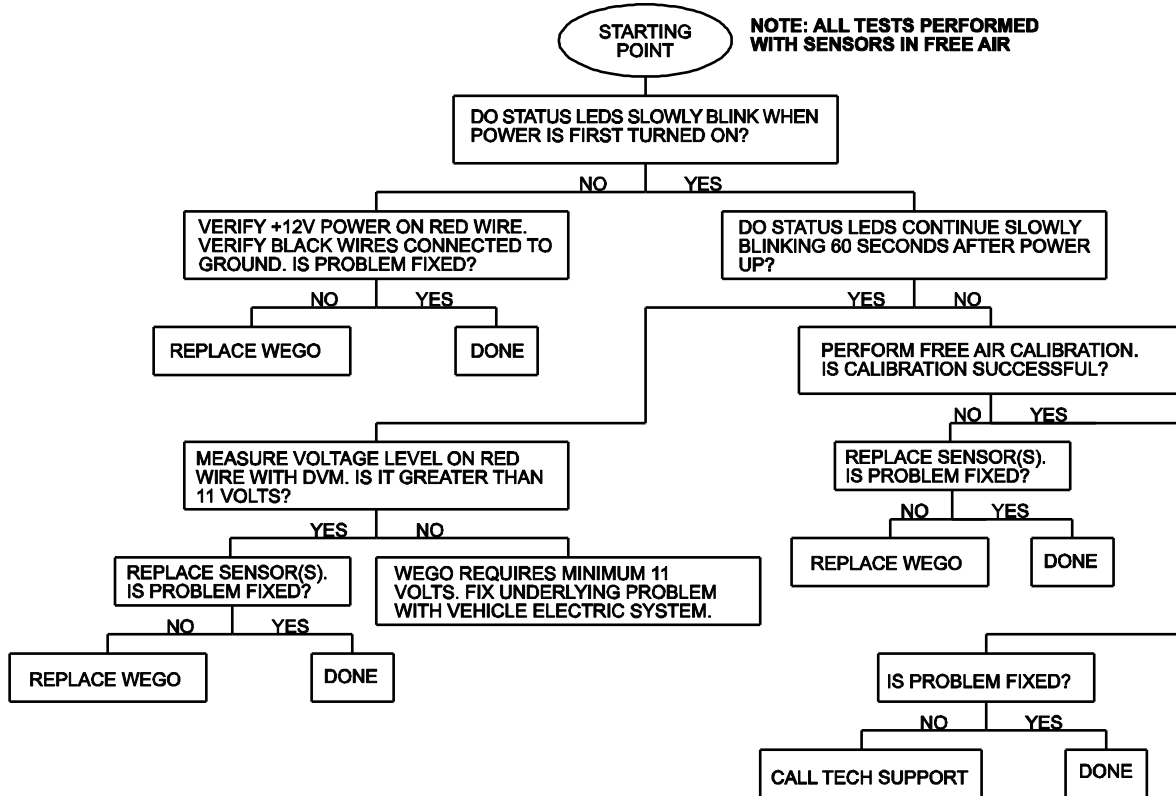 STARTING
POINT
NOTE: ALL TESTS PERFORMED
WITH SENSORS IN FREE AIR
DO STATUS LEDS SLOWLY BLINK WHEN
POWER IS FIRST TURNED ON?
NO
YES
VERIFY +12V POWER ON RED WIRE.
VERIFY BLACK WIRES CONNECTED TO
GROUND. IS PROBLEM FIXED?
DO STATUS LEDS CONTINUE SLOWLY
BLINKING 60 SECONDS AFTER POWER
UP?
NO
YES
YES
NO
REPLACE WEGO
DONE
PERFORM FREE AIR CALIBRATION.
IS CALIBRATION SUCCESSFUL?
NO
YES
MEASURE VOLTAGE LEVEL ON RED
WIRE WITH DVM. IS IT GREATER THAN
11 VOLTS?
REPLACE SENSOR(S).
IS PROBLEM FIXED?
YES
NO
NO
YES
REPLACE SENSOR(S).
IS PROBLEM FIXED?
WEGO REQUIRES MINIMUM 11
VOLTS. FIX UNDERLYING PROBLEM
WITH VEHICLE ELECTRIC SYSTEM.
REPLACE WEGO
DONE
NO
YES
REPLACE WEGO
DONE
IS PROBLEM FIXED?
NO
YES
CALL TECH SUPPORT
DONE